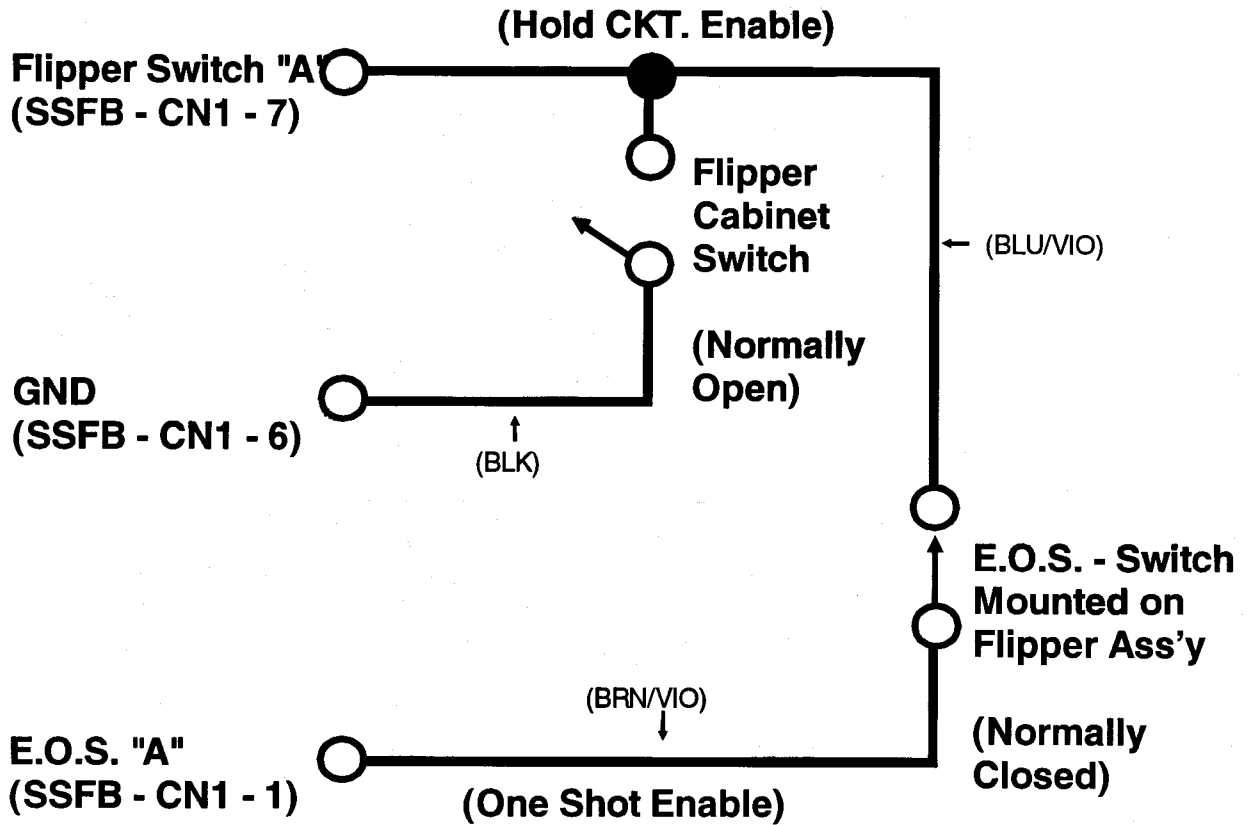 (Hold CKT. Enable)
Flipper Switch "A"
(SSFB - CN1 - 7)
Flipper
Cabinet
Switch
(BLU/VIO)
(Normally
Open)
GND
(SSFB - CN1 - 6)
(BLK)
E.O.S. - Switch
Mounted on
Flipper Ass'y
(BRN/VIO)
(Normally
Closed)
E.O.S. "A"
(SSFB - CN1 - 1)
(One Shot Enable)